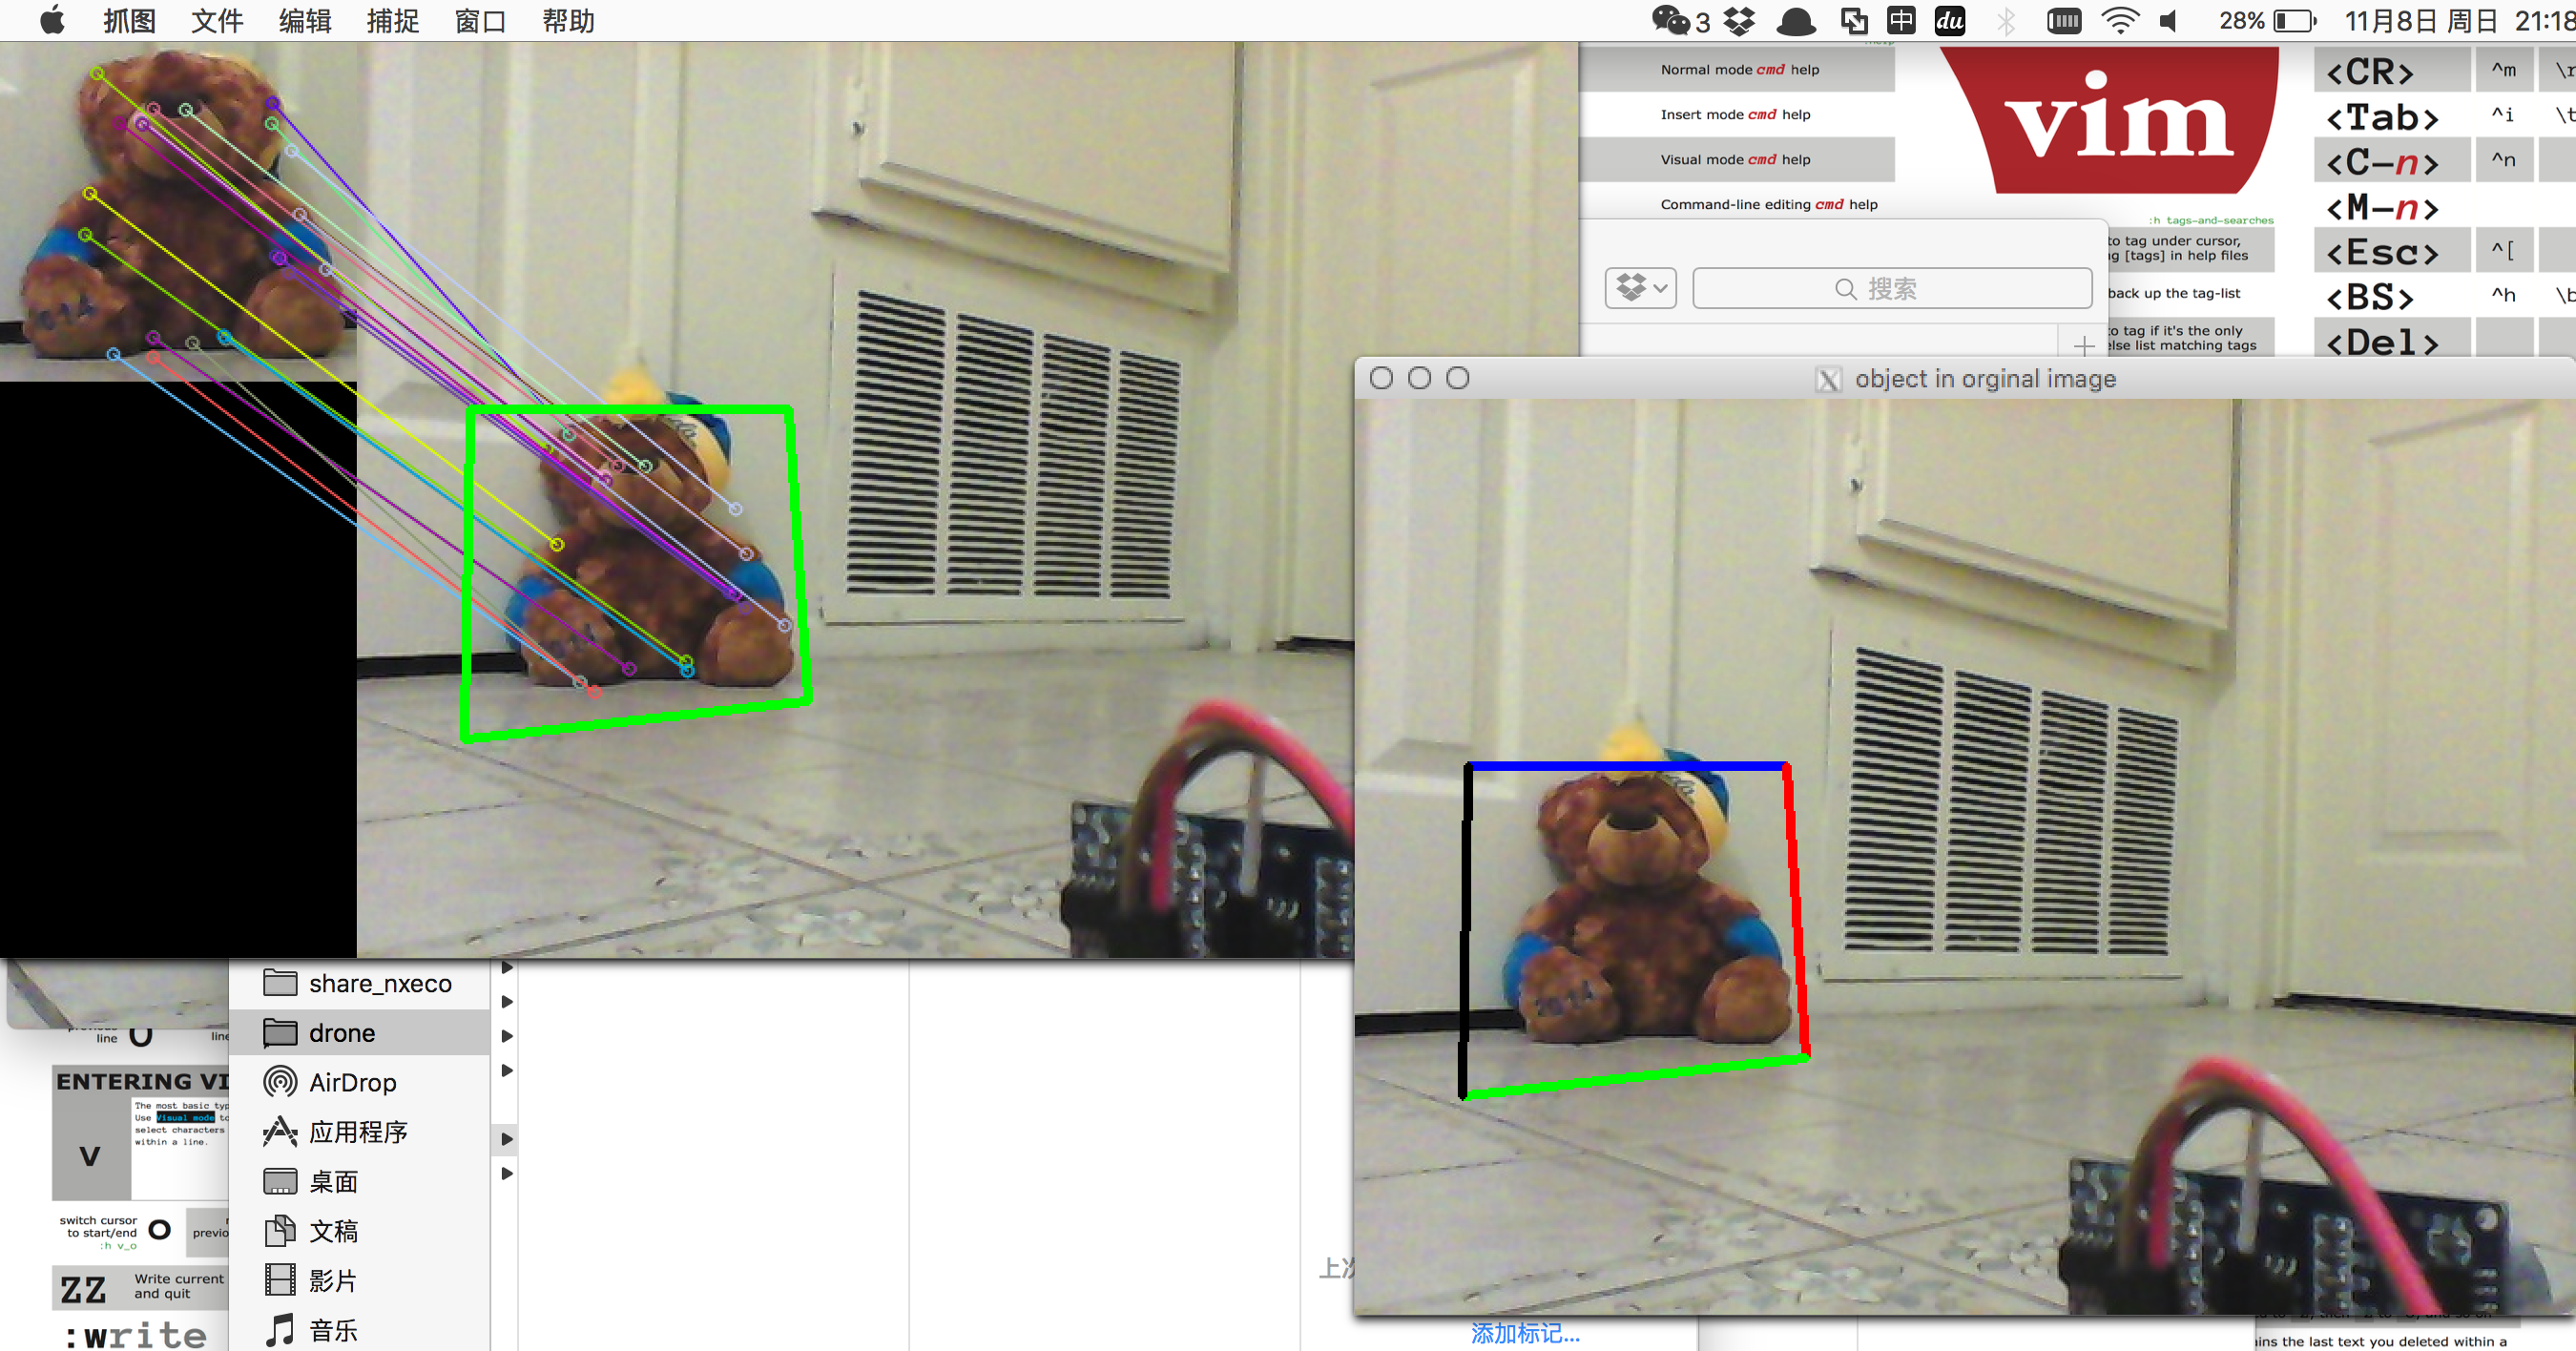 抓图 文件 编辑 捕捉 窗口 帮助
3 中 du 28% 11月8日 周日 21:18
Normal mode cmd help
Insert mode cmd help
Visual mode cmd help
Command-line editing cmd help
vim
:h tags-and-searches
to tag under cursor,
[tags] in help files
back up the tag-list
to tag if it's the only
else list matching tags
<CR> ^m
<Tab> ^i
<C-n> ^n
<M-n>
<Esc> ^[
<BS> ^h
<Del>
搜索
object in orginal image
2014
share_nxeco
drone
AirDrop
应用程序
桌面
文稿
影片
音乐
line O line
ENTERING VI
The most basic typ
Use Visual mode to
select characters
within a line.
v
switch cursor
to start/end O previo
:h v_o
ZZ Write current
and quit
:write
上次
添加标记...
ins the last text you deleted within a